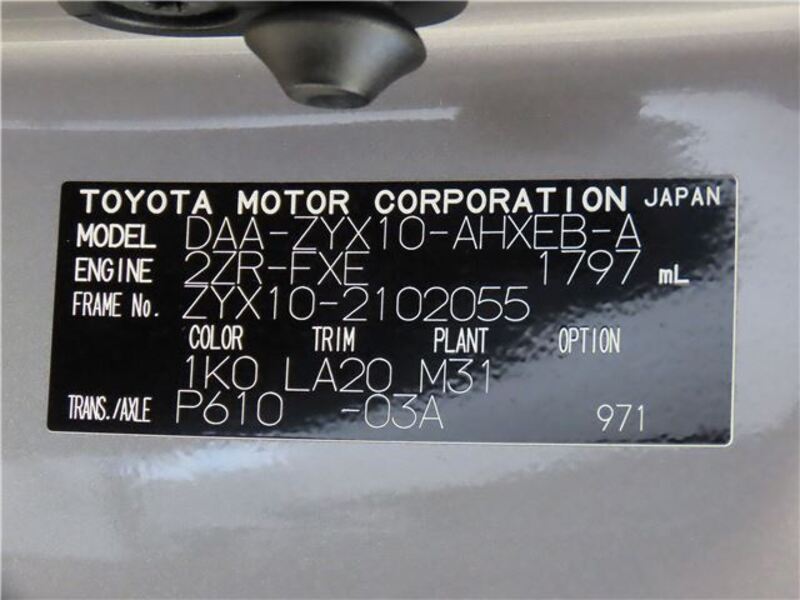 TOYOTA MOTOR CORPORATION JAPAN
MODEL DAA-ZYX10-AHXEB-A
ENGINE 2ZR-FXE 1797 mL
FRAME No. ZYX10-2102055
COLOR TRIM PLANT OPTION
1K0 LA20 M31
TRANS./AXLE P610 -03A 971